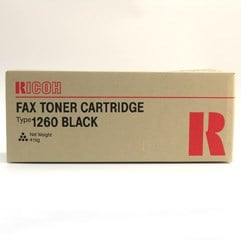 RICOH
FAX TONER CARTRIDGE
Type 1260 BLACK
Net Weight
R